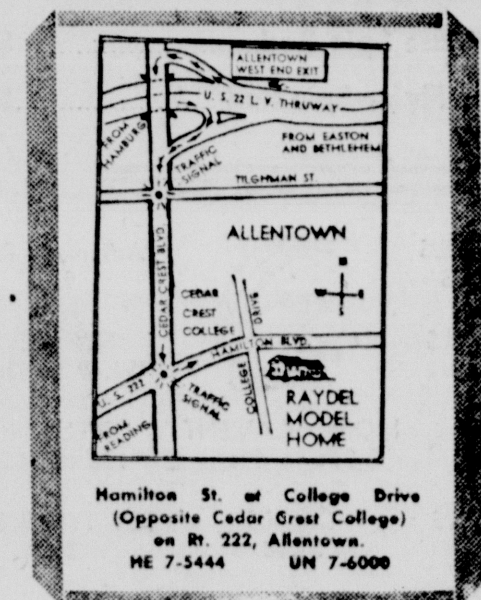 ALLENTOWN
WEST END EXIT
U. S. 22 L. V. THRUWAY
FROM
HAMBURG
FROM EASTON
AND BETHLEHEM
TRAFFIC
SIGNAL
TILGHMAN ST.
ALLENTOWN
CEDAR CREST BLVD.
N
W E
S
CEDAR
CREST
COLLEGE
COLLEGE DRIVE
HAMILTON BLVD.
U. S. 222
FROM
READING
TRAFFIC
SIGNAL
RAYDEL
MODEL
HOME
Hamilton St. at College Drive
(Opposite Cedar Crest College)
on Rt. 222, Allentown.
HE 7-5444 UN 7-6000